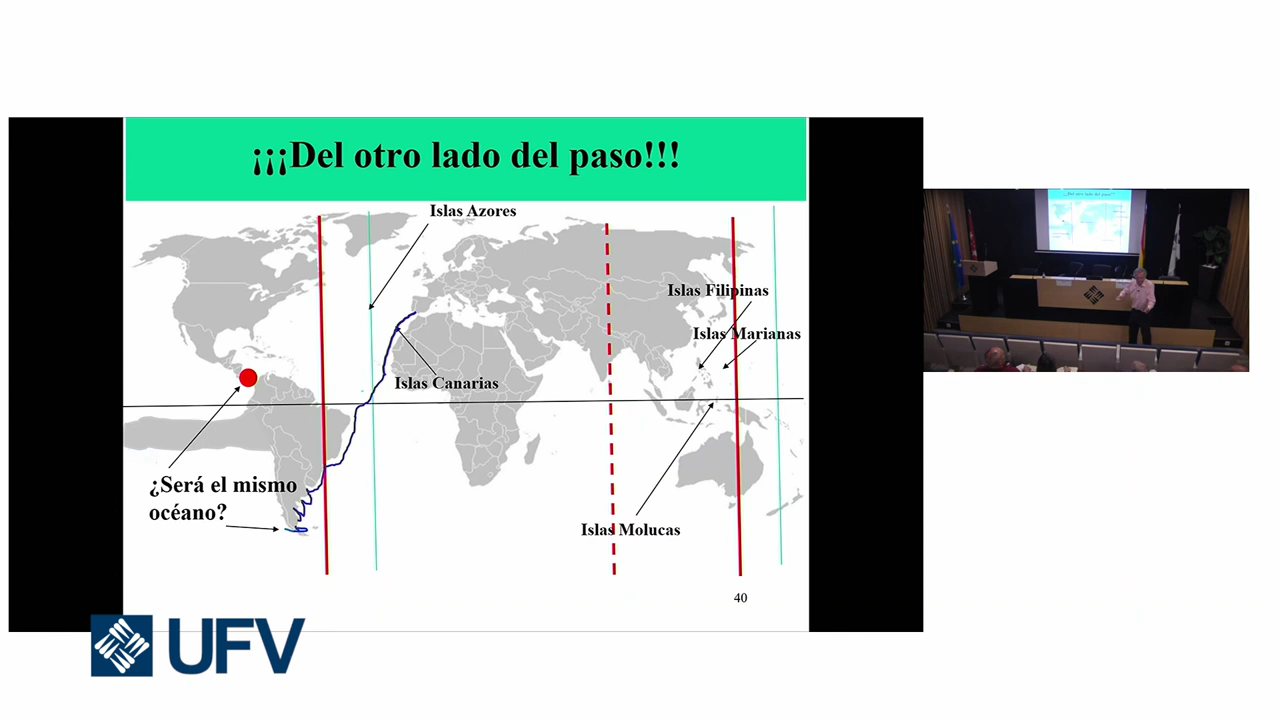 ¡¡¡Del otro lado del paso!!!
Islas Azores
Islas Filipinas
Islas Marianas
Islas Canarias
¿Será el mismo
océano?
Islas Molucas
40
UFV